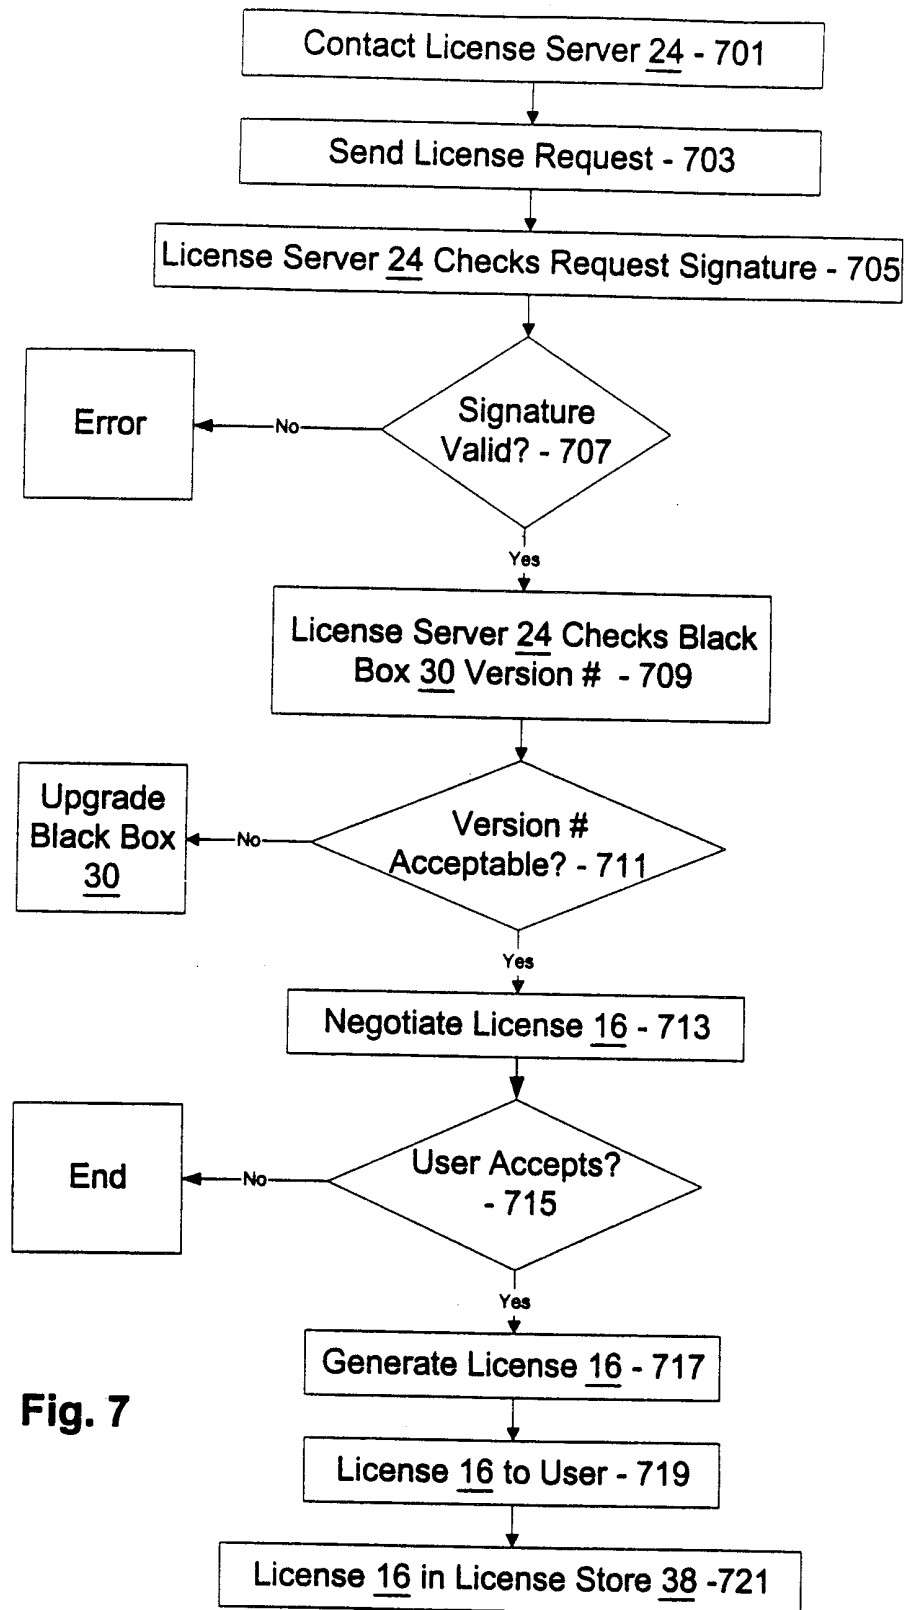 Contact License Server 24 - 701
Send License Request - 703
License Server 24 Checks Request Signature - 705
Signature
Valid? - 707
No
Error
Yes
License Server 24 Checks Black
Box 30 Version # - 709
Version #
Acceptable? - 711
No
Upgrade
Black Box
30
Yes
Negotiate License 16 - 713
User Accepts?
- 715
No
End
Yes
Generate License 16 - 717
License 16 to User - 719
License 16 in License Store 38 -721
Fig. 7